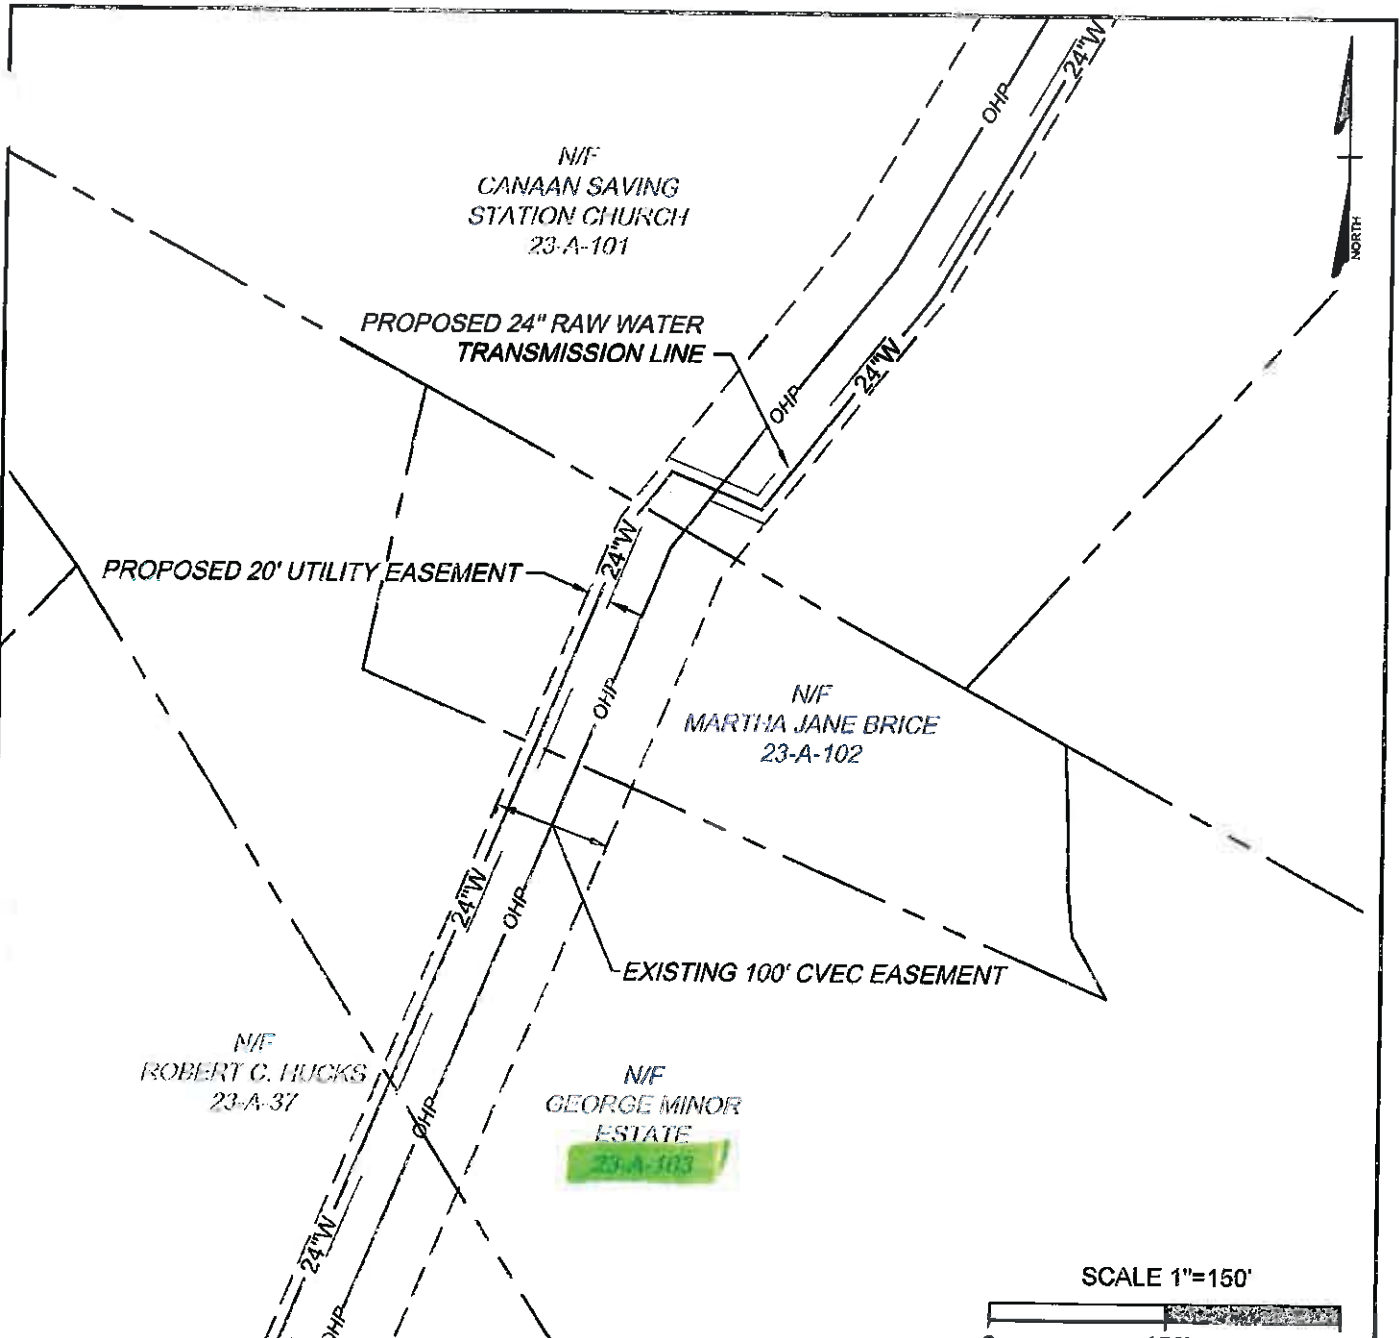 24"W
OHP
NORTH
N/F
CANAAN SAVING
STATION CHURCH
23-A-101
PROPOSED 24" RAW WATER
TRANSMISSION LINE
24"W
OHP
24"W
PROPOSED 20' UTILITY EASEMENT
OHP
N/F
MARTHA JANE BRICE
23-A-102
24"W
OHP
EXISTING 100' CVEC EASEMENT
N/F
ROBERT C. HUCKS
23-A-37
N/F
GEORGE MINOR
ESTATE
23-A-103
OHP
24"W
OHP
SCALE 1"=150'